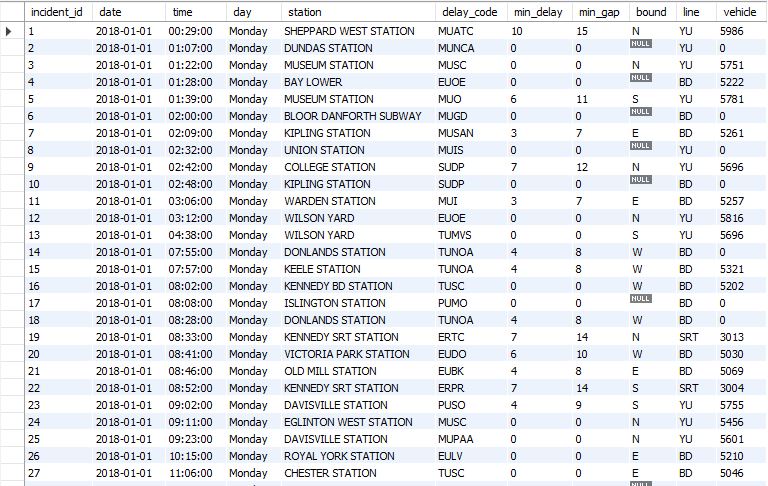 incident_id date time day station delay_code min_delay min_gap bound line vehicle
1 2018-01-01 00:29:00 Monday SHEPPARD WEST STATION MUATC 10 15 N YU 5986
2 2018-01-01 01:07:00 Monday DUNDAS STATION MUNCA 0 0 NULL YU 0
3 2018-01-01 01:22:00 Monday MUSEUM STATION MUSC 0 0 N YU 5751
4 2018-01-01 01:28:00 Monday BAY LOWER EUOE 0 0 NULL BD 5222
5 2018-01-01 01:39:00 Monday MUSEUM STATION MUO 6 11 S YU 5781
6 2018-01-01 02:00:00 Monday BLOOR DANFORTH SUBWAY MUGD 0 0 NULL BD 0
7 2018-01-01 02:09:00 Monday KIPLING STATION MUSAN 3 7 E BD 5261
8 2018-01-01 02:32:00 Monday UNION STATION MUIS 0 0 NULL YU 0
9 2018-01-01 02:42:00 Monday COLLEGE STATION SUDP 7 12 N YU 5696
10 2018-01-01 02:48:00 Monday KIPLING STATION SUDP 0 0 NULL BD 0
11 2018-01-01 03:06:00 Monday WARDEN STATION MUI 3 7 E BD 5257
12 2018-01-01 03:12:00 Monday WILSON YARD EUOE 0 0 N YU 5816
13 2018-01-01 04:38:00 Monday WILSON YARD TUMVS 0 0 S YU 5696
14 2018-01-01 07:55:00 Monday DONLANDS STATION TUNOA 4 8 W BD 0
15 2018-01-01 07:57:00 Monday KEELE STATION TUNOA 4 8 W BD 5321
16 2018-01-01 08:02:00 Monday KENNEDY BD STATION TUSC 0 0 W BD 5202
17 2018-01-01 08:08:00 Monday ISLINGTON STATION PUMO 0 0 NULL BD 0
18 2018-01-01 08:28:00 Monday DONLANDS STATION TUNOA 4 8 W BD 0
19 2018-01-01 08:33:00 Monday KENNEDY SRT STATION ERTC 7 14 N SRT 3013
20 2018-01-01 08:41:00 Monday VICTORIA PARK STATION EUDO 6 10 W BD 5030
21 2018-01-01 08:46:00 Monday OLD MILL STATION EUBK 4 8 E BD 5069
22 2018-01-01 08:52:00 Monday KENNEDY SRT STATION ERPR 7 14 S SRT 3004
23 2018-01-01 09:02:00 Monday DAVISVILLE STATION PUSO 4 9 S YU 5755
24 2018-01-01 09:11:00 Monday EGLINTON WEST STATION MUSC 0 0 N YU 5456
25 2018-01-01 09:23:00 Monday DAVISVILLE STATION MUPAA 0 0 N YU 5601
26 2018-01-01 10:15:00 Monday ROYAL YORK STATION EULV 0 0 E BD 5210
27 2018-01-01 11:06:00 Monday CHESTER STATION TUSC 0 0 E BD 5046
NULL